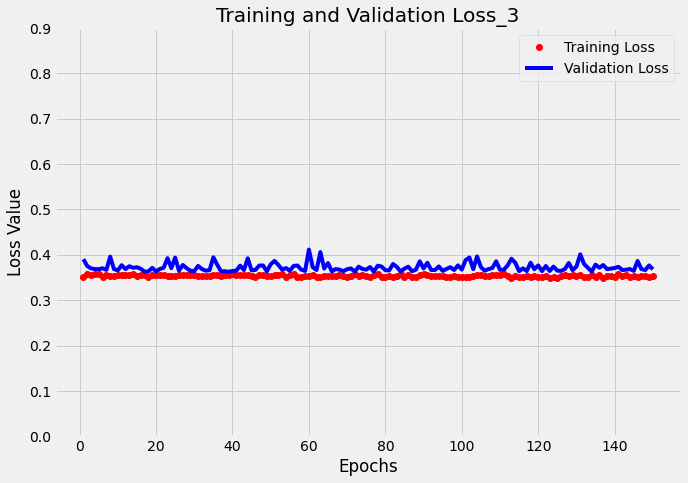 Training and Validation Loss_3
Training Loss
Validation Loss
Loss Value
0.9
0.8
0.7
0.6
0.5
0.4
0.3
0.2
0.1
0.0
0 20 40 60 80 100 120 140
Epochs